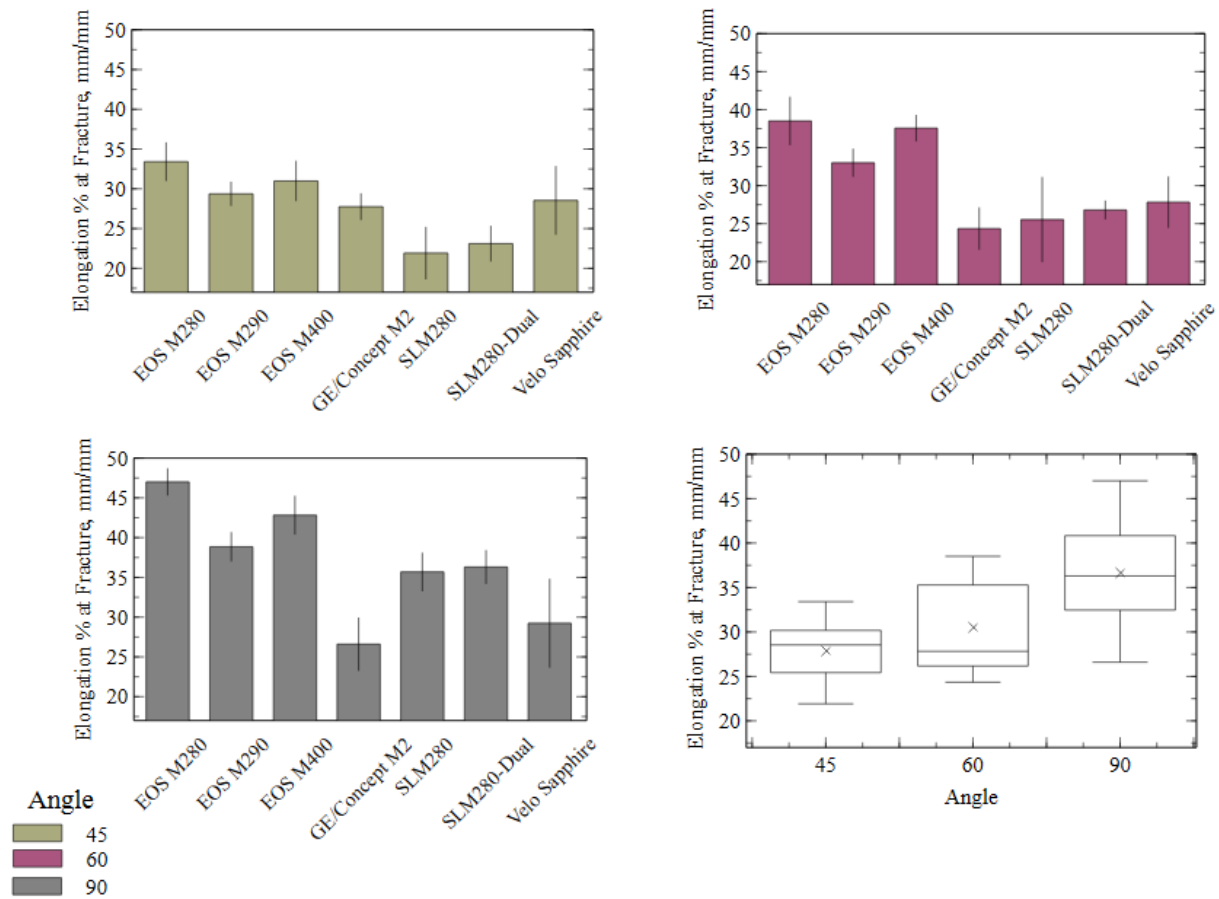 Elongation % at Fracture, mm/mm
50
45
40
35
30
25
20
EOS M280
EOS M290
EOS M400
GE/Concept M2
SLM280
SLM280-Dual
Velo Sapphire
Elongation % at Fracture, mm/mm
50
45
40
35
30
25
20
EOS M280
EOS M290
EOS M400
GE/Concept M2
SLM280
SLM280-Dual
Velo Sapphire
Elongation % at Fracture, mm/mm
50
45
40
35
30
25
20
EOS M280
EOS M290
EOS M400
GE/Concept M2
SLM280
SLM280-Dual
Velo Sapphire
Elongation % at Fracture, mm/mm
50
45
40
35
30
25
20
45
60
90
Angle
Angle
45
60
90